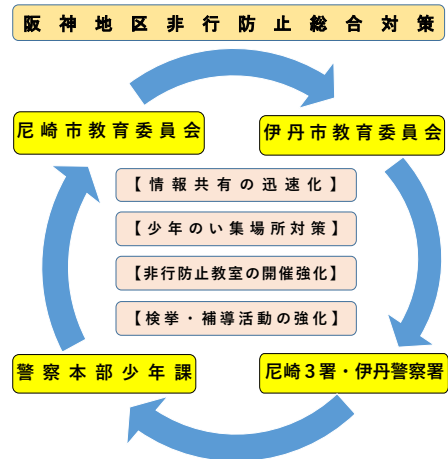 阪神地区非行防止総合対策
尼崎市教育委員会
伊丹市教育委員会
【情報共有の迅速化】
【少年のい集場所対策】
【非行防止教室の開催強化】
【検挙・補導活動の強化】
警察本部少年課
尼崎３署・伊丹警察署